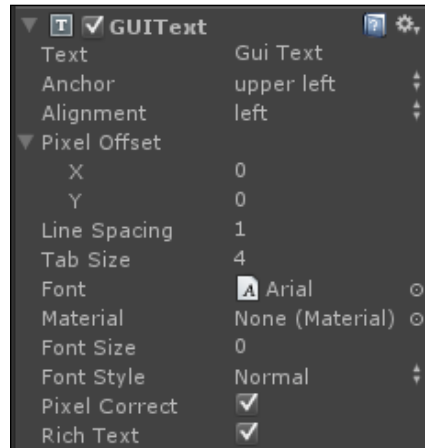 GUIText
Text Gui Text
Anchor upper left
Alignment left
Pixel Offset
X 0
Y 0
Line Spacing 1
Tab Size 4
Font Arial
Material None (Material)
Font Size 0
Font Style Normal
Pixel Correct
Rich Text